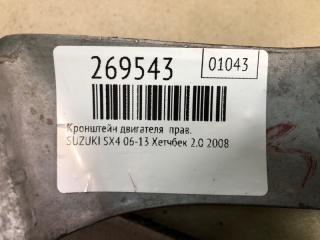 269543
01043
Кронштейн двигателя прав.
SUZUKI SX4 06-13 Хетчбек 2.0 2008